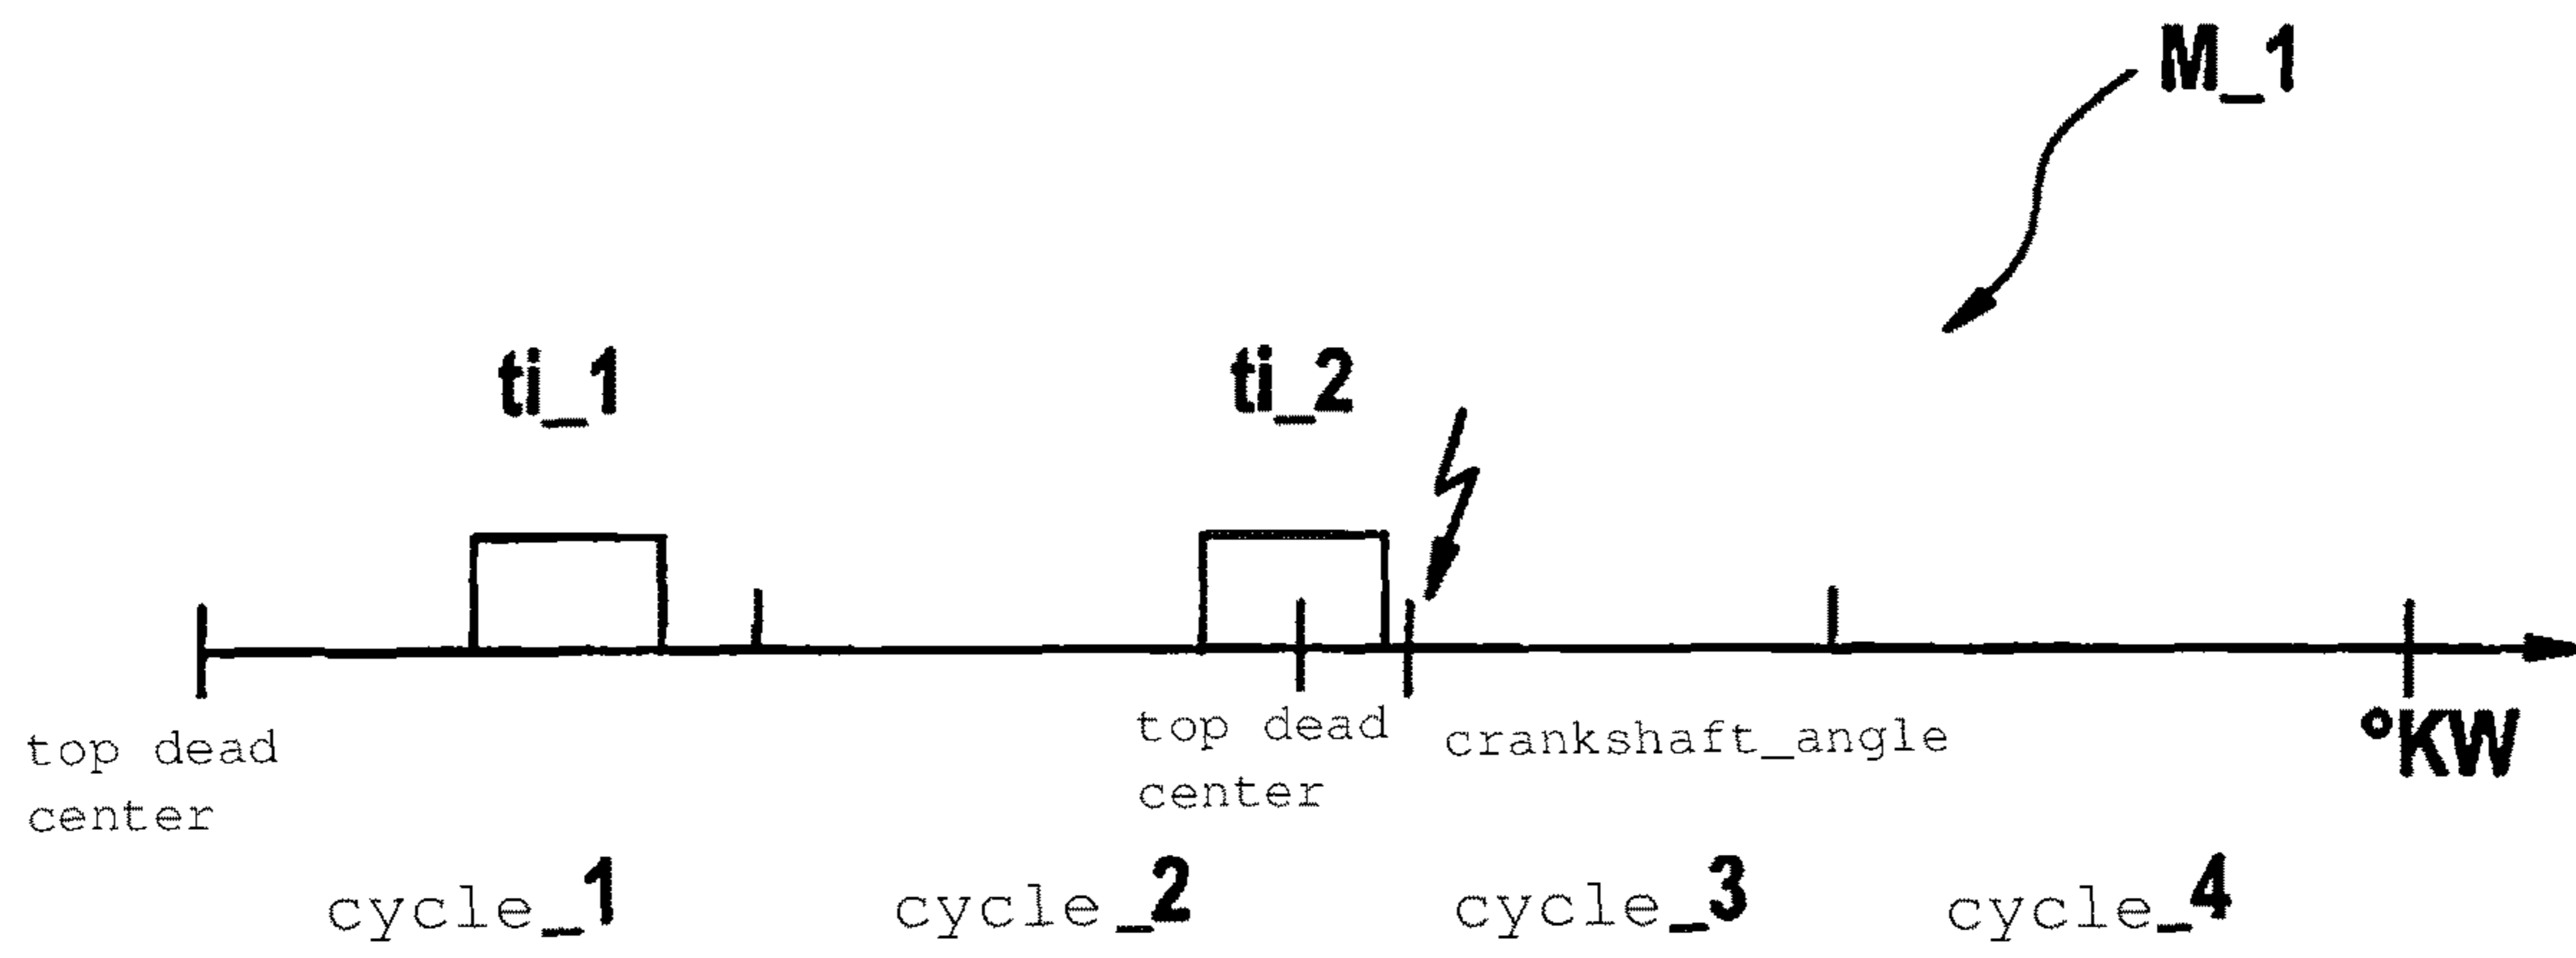 M_1
ti_1
ti_2
top dead
center
top dead
center
crankshaft_angle
°KW
cycle_1
cycle_2
cycle_3
cycle_4